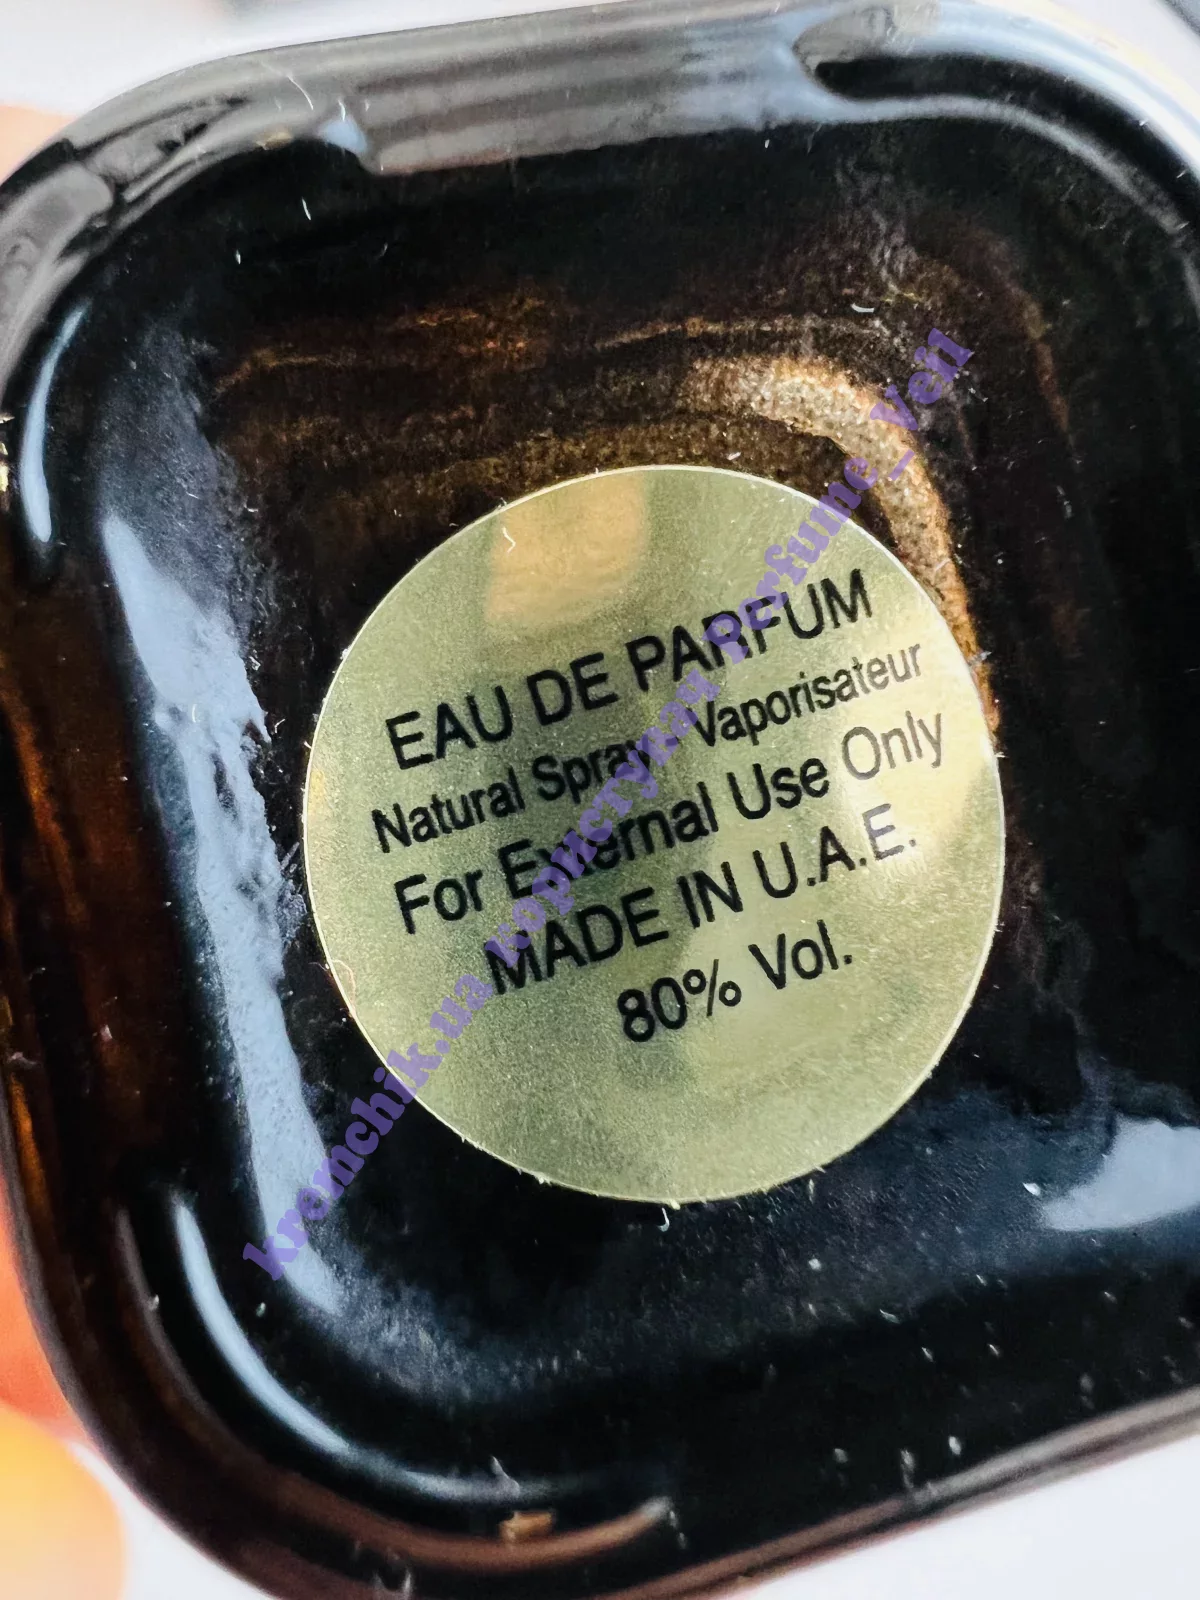 EAU DE PARFUM
Natural Spray Vaporisateur
For External Use Only
MADE IN U.A.E.
80% Vol.
kremchik.ua користувач Perfume_Veil